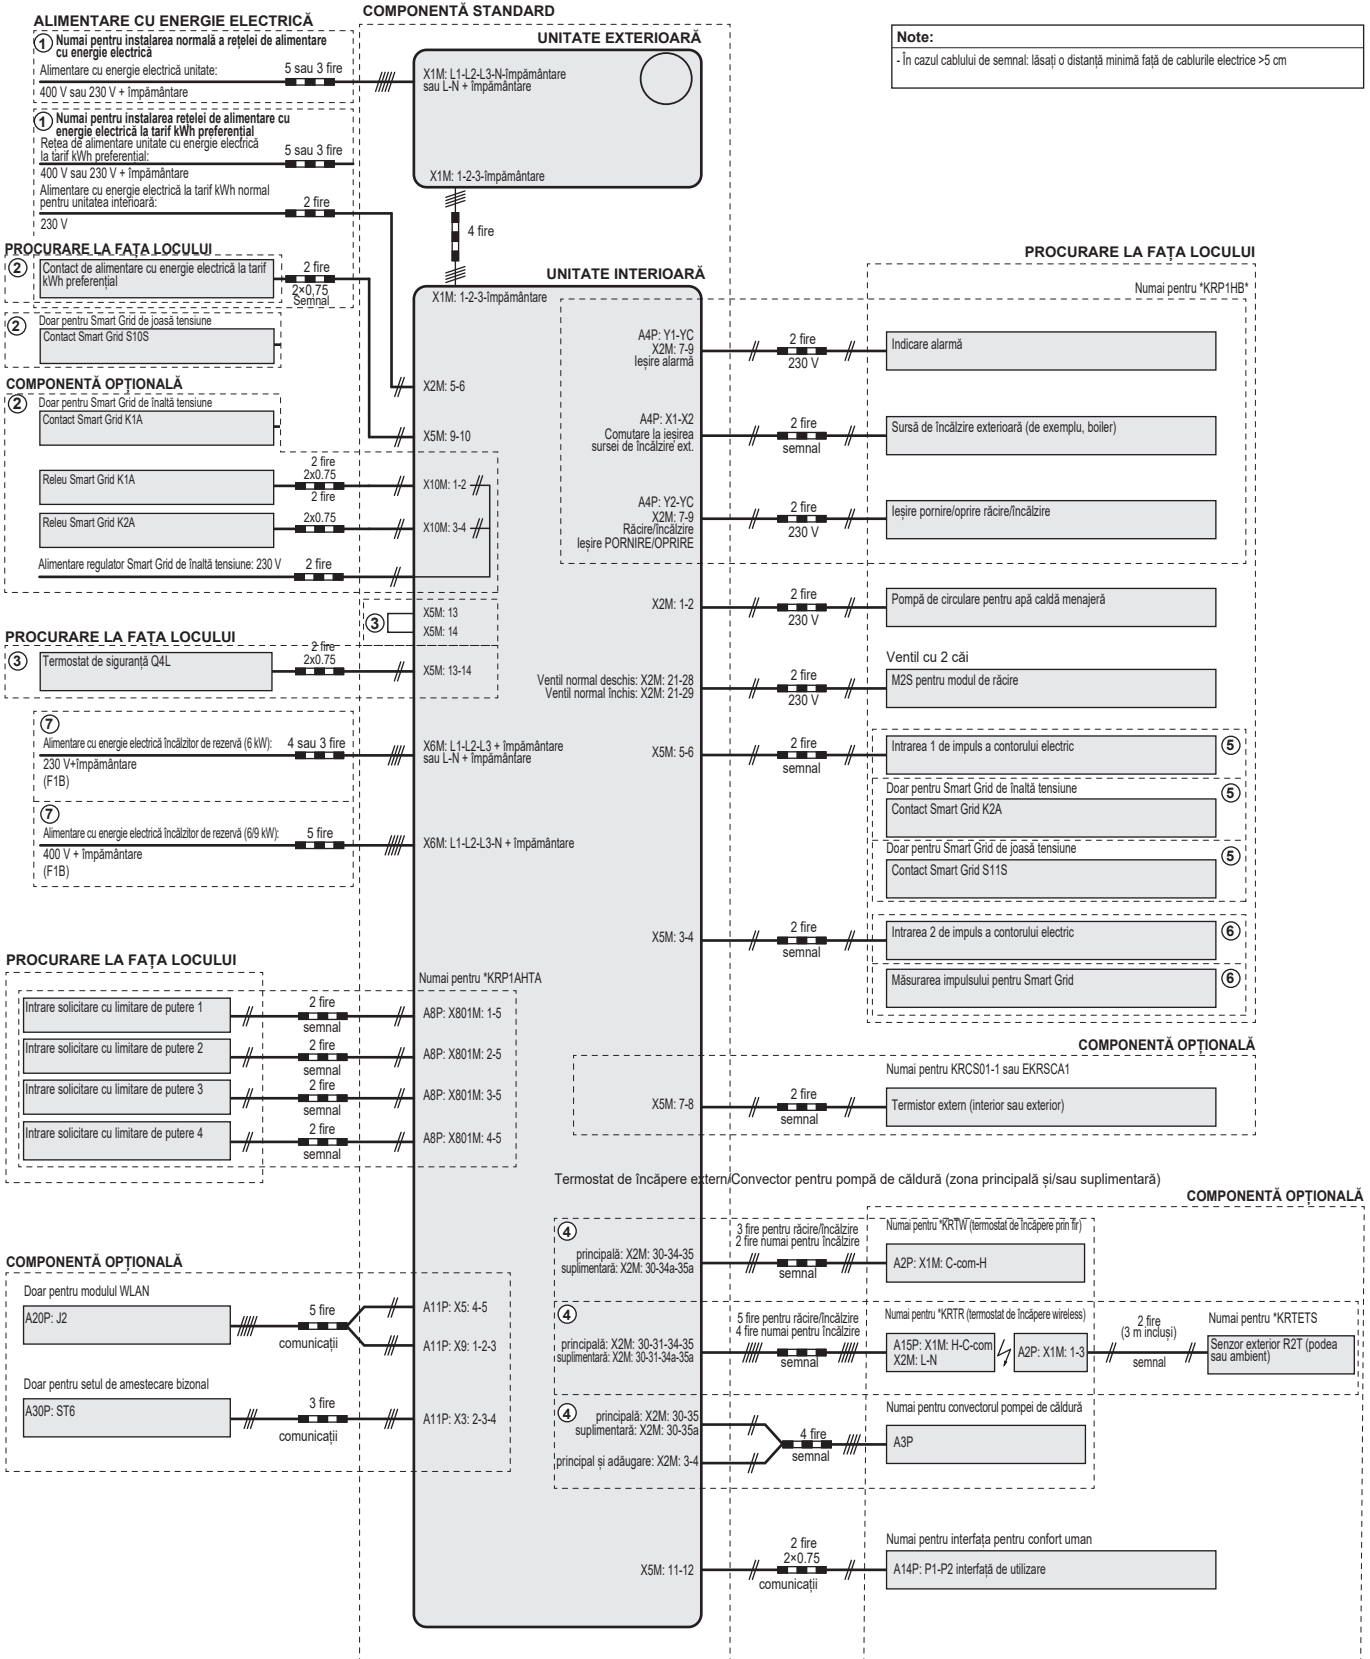 ALIMENTARE CU ENERGIE ELECTRICĂ
1 Numai pentru instalarea normală a rețelei de alimentare
cu energie electrică
Alimentare cu energie electrică unitate:
5 sau 3 fire
400 V sau 230 V + împământare
1 Numai pentru instalarea rețelei de alimentare cu
energie electrică la tarif kWh preferențial
Rețea de alimentare unitate cu energie electrică
la tarif kWh preferențial:
5 sau 3 fire
400 V sau 230 V + împământare
Alimentare cu energie electrică la tarif kWh normal
pentru unitatea interioară:
2 fire
230 V
PROCURARE LA FAȚA LOCULUI
2
Contact de alimentare cu energie electrică la tarif
kWh preferențial
2 fire
2×0,75
Semnal
2
Doar pentru Smart Grid de joasă tensiune
Contact Smart Grid S10S
COMPONENTĂ OPȚIONALĂ
2
Doar pentru Smart Grid de înaltă tensiune
Contact Smart Grid K1A
Releu Smart Grid K1A
2 fire
2x0.75
2 fire
Releu Smart Grid K2A
2x0.75
Alimentare regulator Smart Grid de înaltă tensiune: 230 V
2 fire
PROCURARE LA FAȚA LOCULUI
3
Termostat de siguranță Q4L
2 fire
2x0.75
7
Alimentare cu energie electrică încălzitor de rezervă (6 kW):
4 sau 3 fire
230 V+împământare
(F1B)
7
Alimentare cu energie electrică încălzitor de rezervă (6/9 kW):
5 fire
400 V + împământare
(F1B)
PROCURARE LA FAȚA LOCULUI
Intrare solicitare cu limitare de putere 1
2 fire
semnal
Intrare solicitare cu limitare de putere 2
2 fire
semnal
Intrare solicitare cu limitare de putere 3
2 fire
semnal
Intrare solicitare cu limitare de putere 4
2 fire
semnal
COMPONENTĂ OPȚIONALĂ
Doar pentru modulul WLAN
A20P: J2
5 fire
comunicații
Doar pentru setul de amestecare bizonal
A30P: ST6
3 fire
comunicații
COMPONENTĂ STANDARD
UNITATE EXTERIOARĂ
X1M: L1-L2-L3-N-împământare
sau L-N + împământare
X1M: 1-2-3-împământare
4 fire
UNITATE INTERIOARĂ
X1M: 1-2-3-împământare
X2M: 5-6
X5M: 9-10
X10M: 1-2
X10M: 3-4
3
X5M: 13
X5M: 14
X5M: 13-14
X6M: L1-L2-L3 + împământare
sau L-N + împământare
X6M: L1-L2-L3-N + împământare
Numai pentru *KRP1AHTA
A8P: X801M: 1-5
A8P: X801M: 2-5
A8P: X801M: 3-5
A8P: X801M: 4-5
A11P: X5: 4-5
A11P: X9: 1-2-3
A11P: X3: 2-3-4
Note:
- În cazul cablului de semnal: lăsați o distanță minimă față de cablurile electrice >5 cm
PROCURARE LA FAȚA LOCULUI
Numai pentru *KRP1HB*
A4P: Y1-YC
X2M: 7-9
Ieșire alarmă
2 fire
230 V
Indicare alarmă
A4P: X1-X2
Comutare la ieșirea
sursei de încălzire ext.
2 fire
semnal
Sursă de încălzire exterioară (de exemplu, boiler)
A4P: Y2-YC
X2M: 7-9
Răcire/Încălzire
Ieșire PORNIRE/OPRIRE
2 fire
230 V
Ieșire pornire/oprire răcire/încălzire
X2M: 1-2
2 fire
230 V
Pompă de circulare pentru apă caldă menajeră
Ventil cu 2 căi
Ventil normal deschis: X2M: 21-28
Ventil normal închis: X2M: 21-29
2 fire
230 V
M2S pentru modul de răcire
X5M: 5-6
2 fire
semnal
Intrarea 1 de impuls a contorului electric
5
Doar pentru Smart Grid de înaltă tensiune
5
Contact Smart Grid K2A
Doar pentru Smart Grid de joasă tensiune
5
Contact Smart Grid S11S
X5M: 3-4
2 fire
semnal
Intrarea 2 de impuls a contorului electric
6
Măsurarea impulsului pentru Smart Grid
6
COMPONENTĂ OPȚIONALĂ
Numai pentru KRCS01-1 sau EKRSCA1
X5M: 7-8
2 fire
semnal
Termistor extern (interior sau exterior)
Termostat de încăpere extern/Convector pentru pompă de căldură (zona principală și/sau suplimentară)
COMPONENTĂ OPȚIONALĂ
4
principală: X2M: 30-34-35
suplimentară: X2M: 30-34a-35a
3 fire pentru răcire/încălzire
2 fire numai pentru încălzire
semnal
Numai pentru *KRTW (termostat de încăpere prin fir)
A2P: X1M: C-com-H
4
principală: X2M: 30-31-34-35
suplimentară: X2M: 30-31-34a-35a
5 fire pentru răcire/încălzire
4 fire numai pentru încălzire
semnal
Numai pentru *KRTR (termostat de încăpere wireless)
A15P: X1M: H-C-com
X2M: L-N
A2P: X1M: 1-3
2 fire
(3 m incluși)
semnal
Numai pentru *KRTETS
Senzor exterior R2T (podea
sau ambient)
4
principală: X2M: 30-35
suplimentară: X2M: 30-35a
principal și adăugare: X2M: 3-4
4 fire
semnal
Numai pentru convectorul pompei de căldură
A3P
X5M: 11-12
2 fire
2×0.75
comunicații
Numai pentru interfața pentru confort uman
A14P: P1-P2 interfață de utilizare